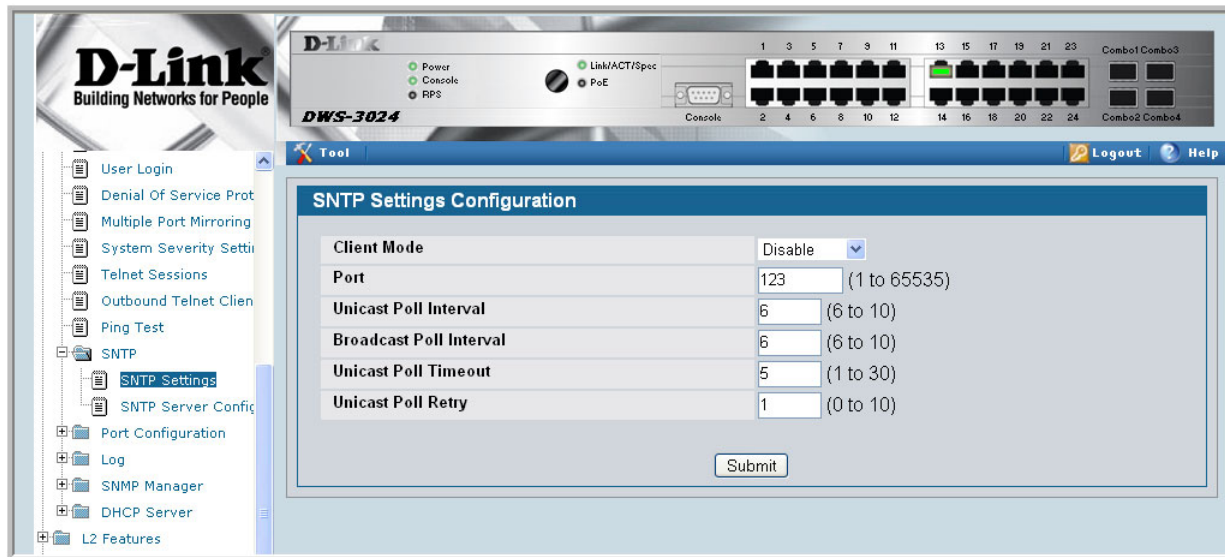 D-Link
Building Networks for People
D-Link
Power
Console
RPS
Link/ACT/Spec
PoE
DWS-3024
Console
1 3 5 7 9 11 13 15 17 19 21 23
Combo1 Combo3
2 4 6 8 10 12 14 16 18 20 22 24
Combo2 Combo4
Tool
Logout
Help
User Login
Denial Of Service Prot
Multiple Port Mirroring
System Severity Setti
Telnet Sessions
Outbound Telnet Clien
Ping Test
SNTP
SNTP Settings
SNTP Server Config
Port Configuration
Log
SNMP Manager
DHCP Server
L2 Features
SNTP Settings Configuration
Client Mode Disable
Port 123 (1 to 65535)
Unicast Poll Interval 6 (6 to 10)
Broadcast Poll Interval 6 (6 to 10)
Unicast Poll Timeout 5 (1 to 30)
Unicast Poll Retry 1 (0 to 10)
Submit